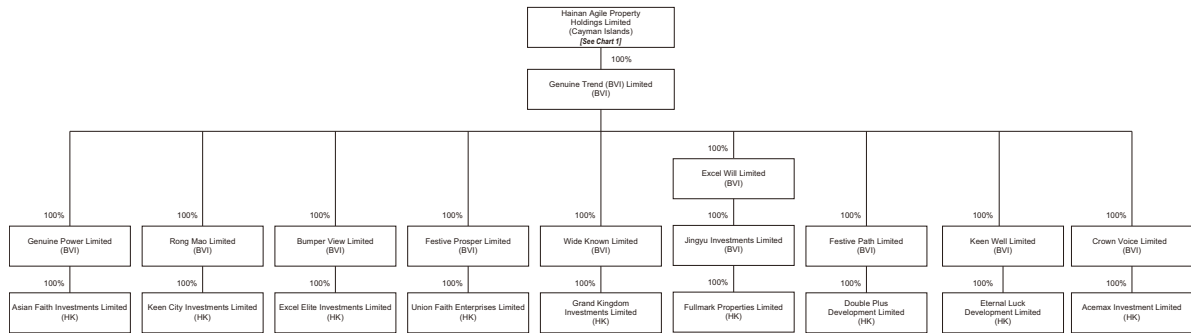 Hainan Agile Property
Holdings Limited
(Cayman Islands)
[See Chart 1]
100%
Genuine Trend (BVI) Limited
(BVI)
100%
Excel Will Limited
(BVI)
100%
100%
100%
100%
100%
100%
100%
100%
100%
Genuine Power Limited
(BVI)
Rong Mao Limited
(BVI)
Bumper View Limited
(BVI)
Festive Prosper Limited
(BVI)
Wide Known Limited
(BVI)
Jingyu Investments Limited
(BVI)
Festive Path Limited
(BVI)
Keen Well Limited
(BVI)
Crown Voice Limited
(BVI)
100%
100%
100%
100%
100%
100%
100%
100%
100%
Asian Faith Investments Limited
(HK)
Keen City Investments Limited
(HK)
Excel Elite Investments Limited
(HK)
Union Faith Enterprises Limited
(HK)
Grand Kingdom
Investments Limited
(HK)
Fullmark Properties Limited
(HK)
Double Plus
Development Limited
(HK)
Eternal Luck
Development Limited
(HK)
Acemax Investment Limited
(HK)